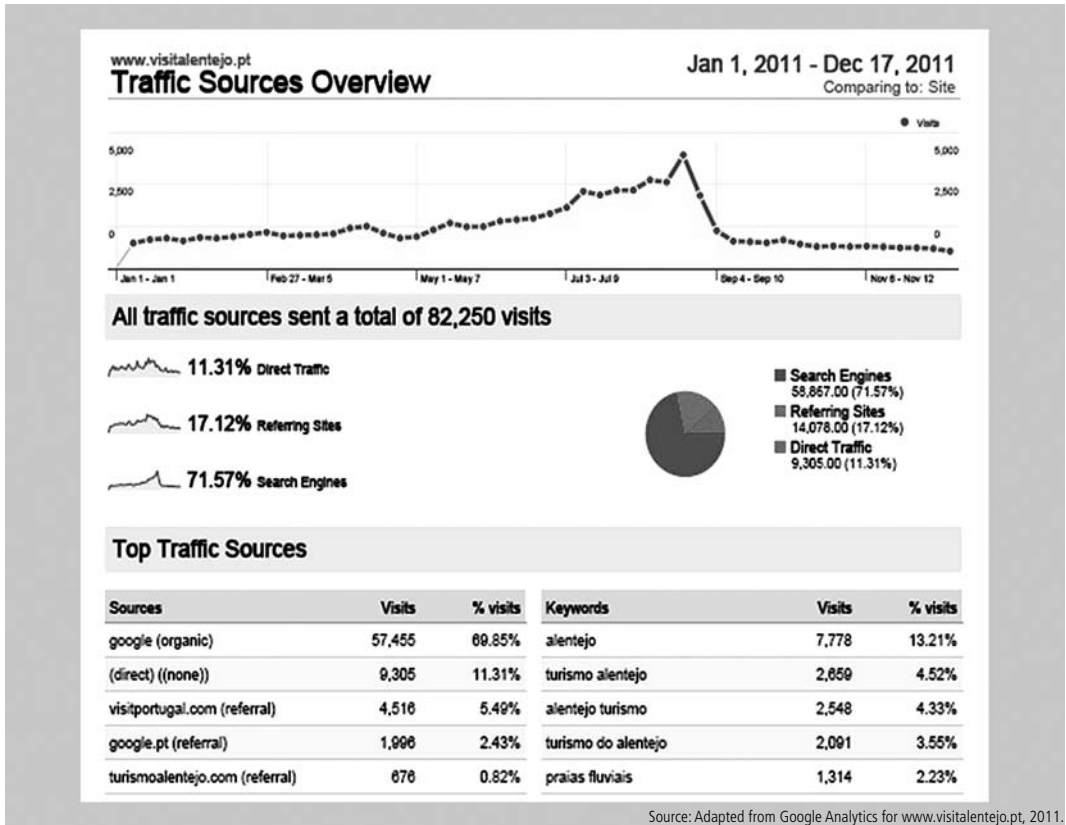 www.visitalentejo.pt
Traffic Sources Overview
Jan 1, 2011 - Dec 17, 2011
Comparing to: Site
Visits
5,000 5,000
2,500 2,500
0 0
Jan 1 - Jan 1 Feb 27 - Mar 5 May 1 - May 7 Jul 3 - Jul 9 Sep 4 - Sep 10 Nov 6 - Nov 12
All traffic sources sent a total of 82,250 visits
11.31% Direct Traffic
17.12% Referring Sites
71.57% Search Engines
Search Engines
58,867.00 (71.57%)
Referring Sites
14,078.00 (17.12%)
Direct Traffic
9,305.00 (11.31%)
Top Traffic Sources
Sources Visits % visits Keywords Visits % visits
google (organic) 57,455 69.85% alentejo 7,778 13.21%
(direct) ((none)) 9,305 11.31% turismo alentejo 2,659 4.52%
visitportugal.com (referral) 4,516 5.49% alentejo turismo 2,548 4.33%
google.pt (referral) 1,996 2.43% turismo do alentejo 2,091 3.55%
turismoalentejo.com (referral) 676 0.82% praias fluviais 1,314 2.23%
Source: Adapted from Google Analytics for www.visitalentejo.pt, 2011.